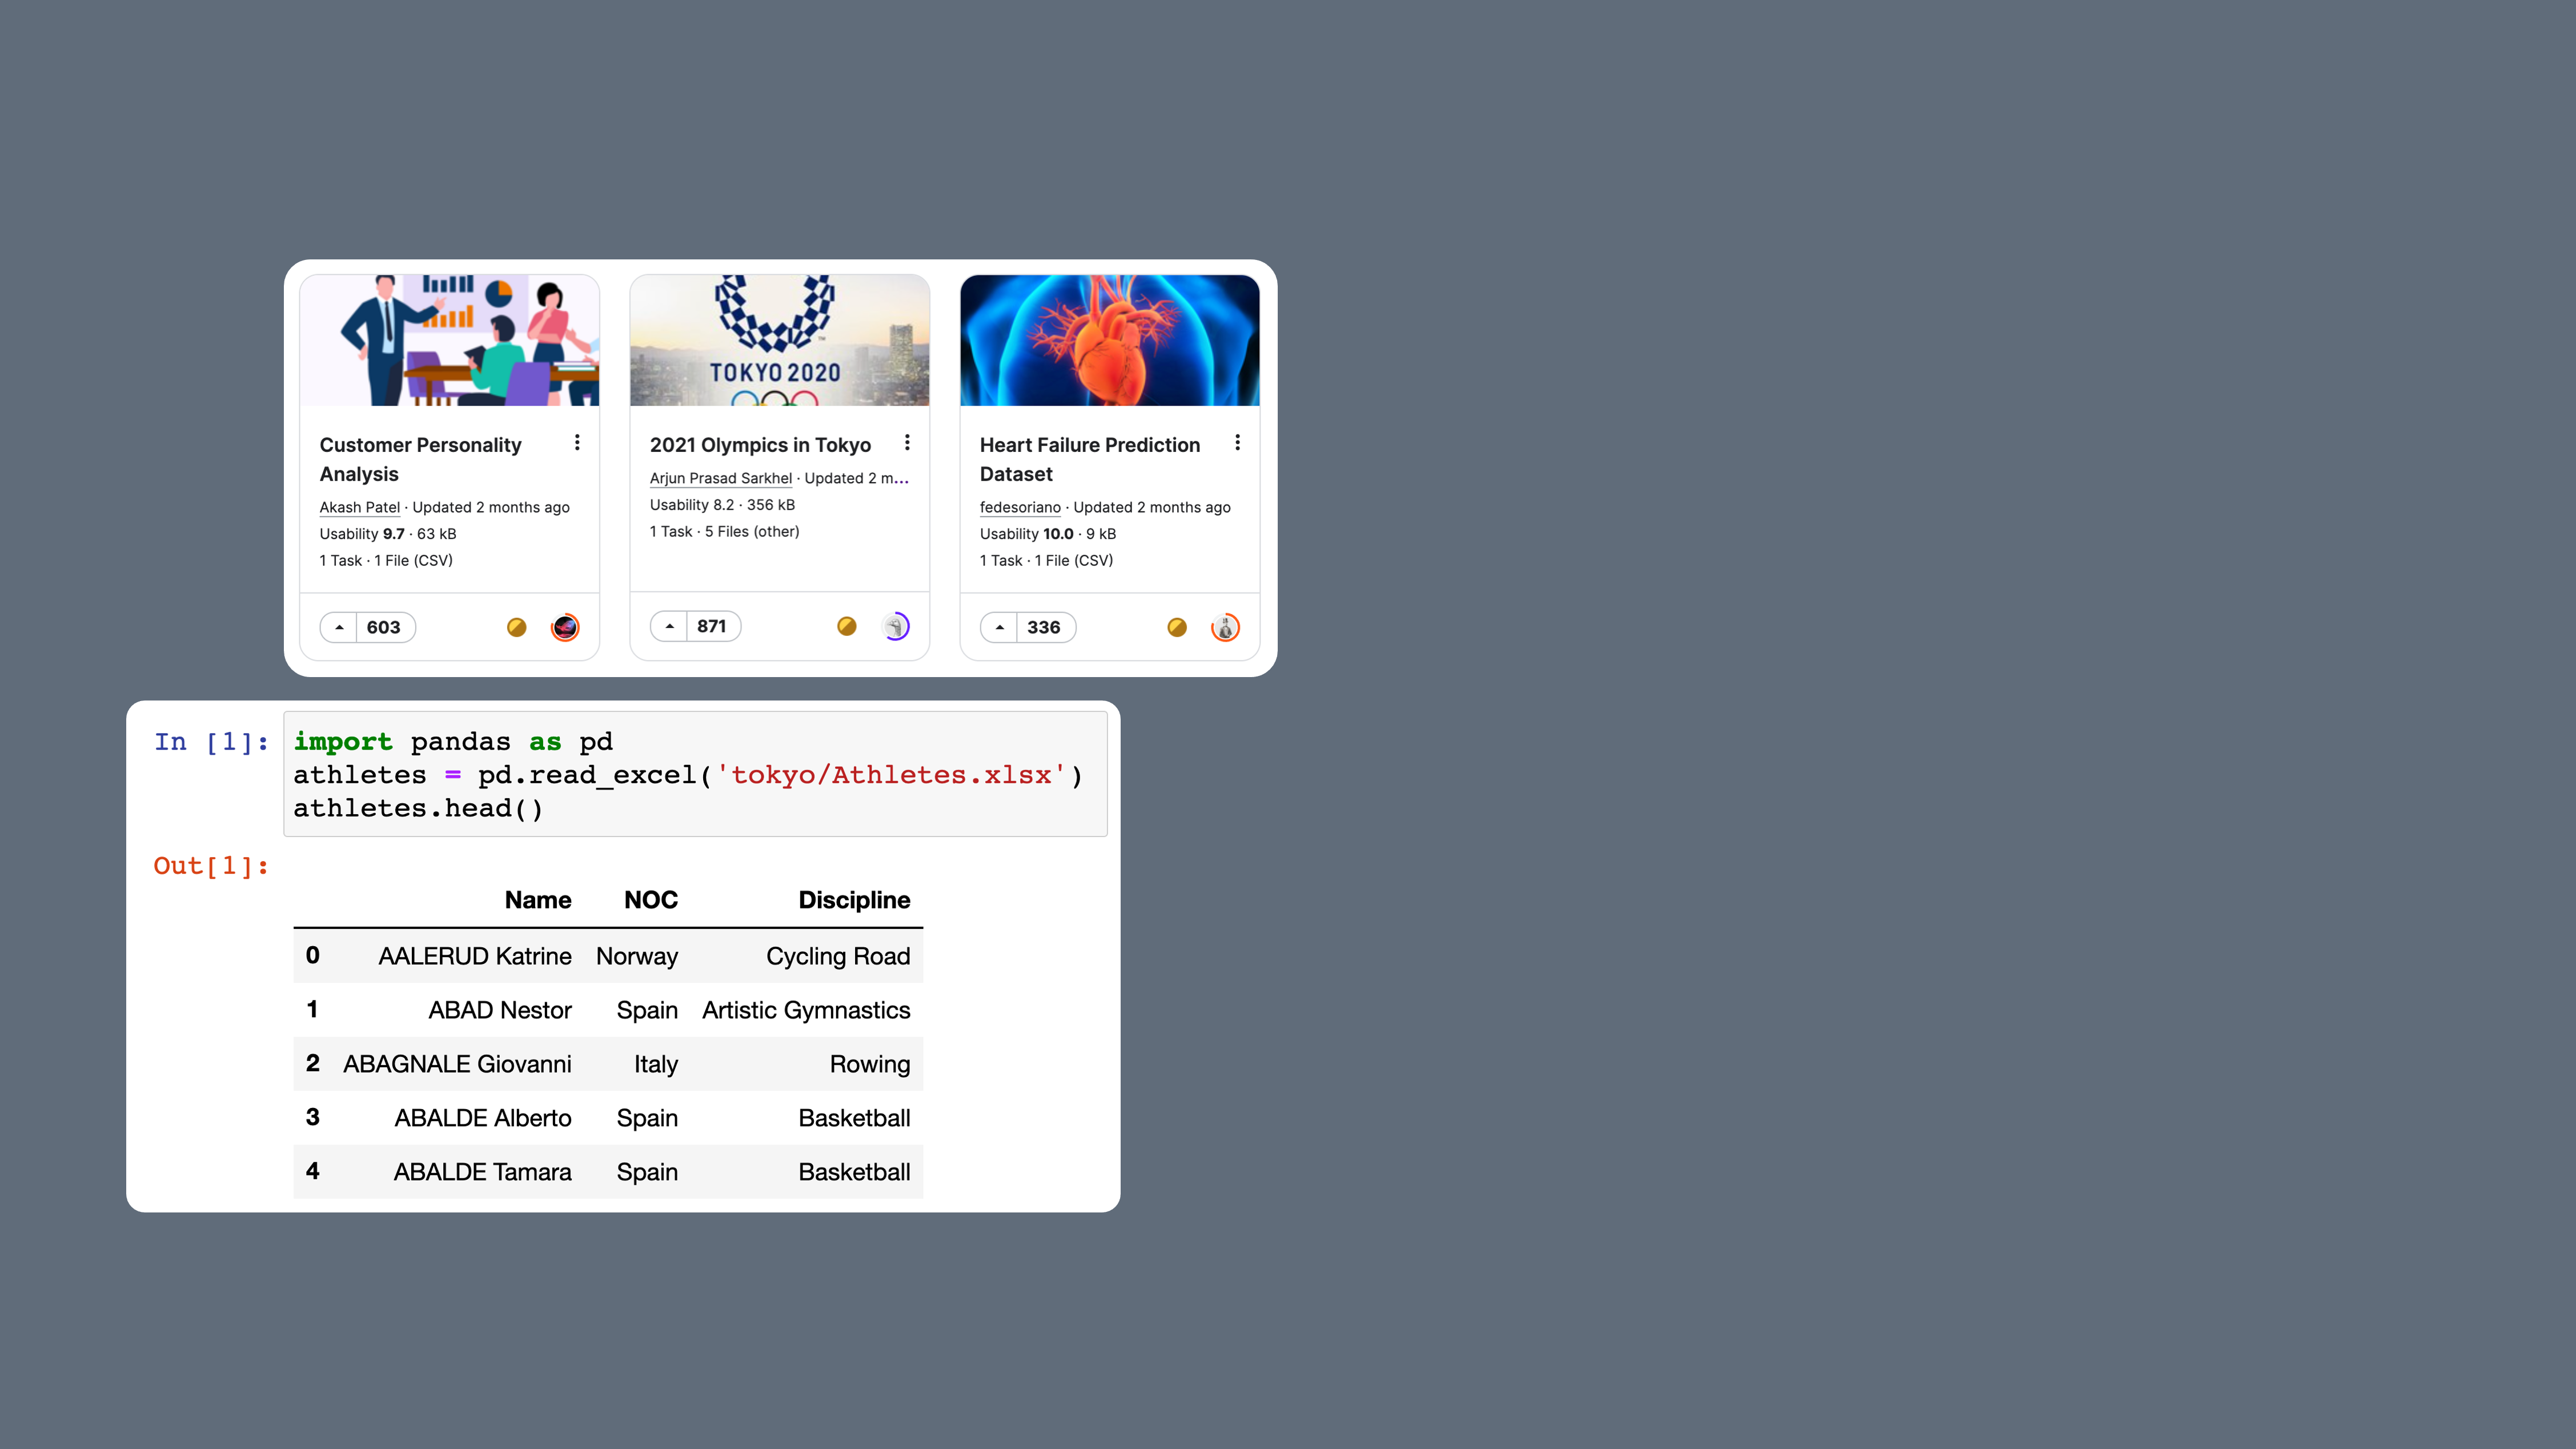 TOKYO 2020
Customer Personality
Analysis
Akash Patel · Updated 2 months ago
Usability 9.7 · 63 kB
1 Task · 1 File (CSV)
603
2021 Olympics in Tokyo
Arjun Prasad Sarkhel · Updated 2 m...
Usability 8.2 · 356 kB
1 Task · 5 Files (other)
871
Heart Failure Prediction
Dataset
fedesoriano · Updated 2 months ago
Usability 10.0 · 9 kB
1 Task · 1 File (CSV)
336
In [1]: import pandas as pd
athletes = pd.read_excel('tokyo/Athletes.xlsx')
athletes.head()
Out[1]:
Name NOC Discipline
0 AALERUD Katrine Norway Cycling Road
1 ABAD Nestor Spain Artistic Gymnastics
2 ABAGNALE Giovanni Italy Rowing
3 ABALDE Alberto Spain Basketball
4 ABALDE Tamara Spain Basketball